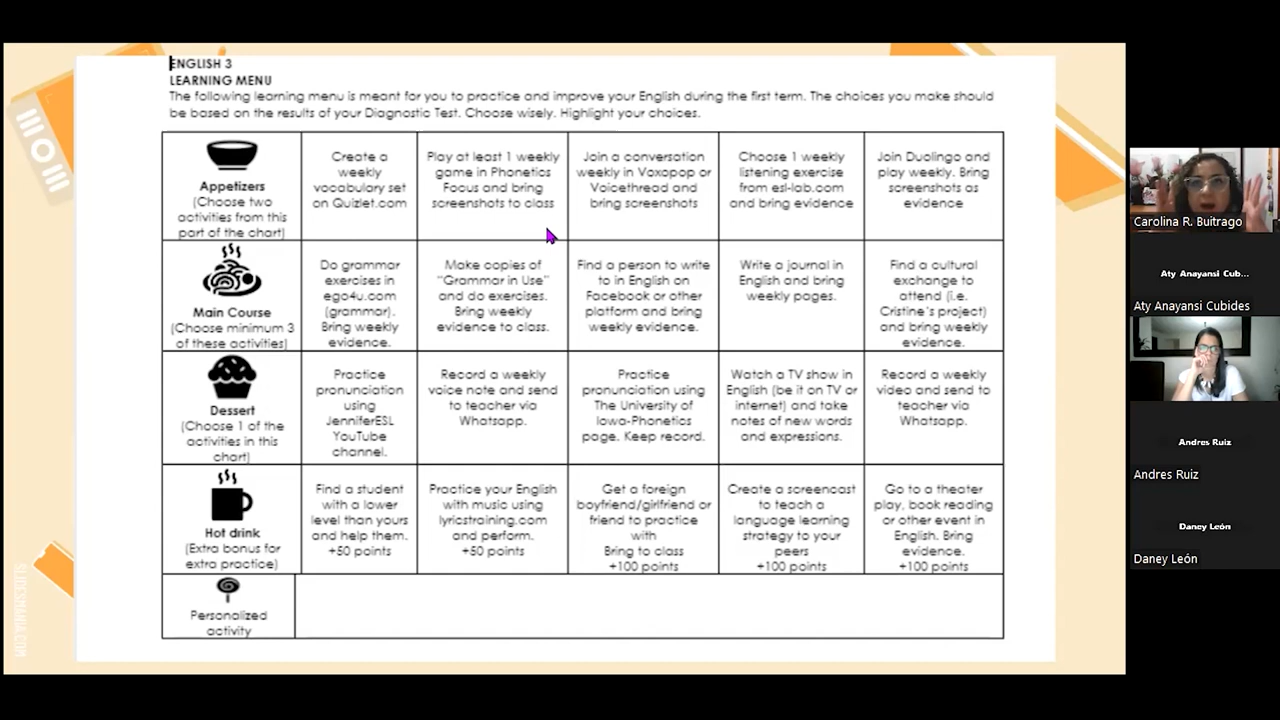 ENGLISH 3
LEARNING MENU
The following learning menu is meant for you to practice and improve your English during the first term. The choices you make should
be based on the results of your Diagnostic Test. Choose wisely. Highlight your choices.
Appetizers
(Choose two
activities from this
part of the chart)
Create a
weekly
vocabulary set
on Quizlet.com
Play at least 1 weekly
game in Phonetics
Focus and bring
screenshots to class
Join a conversation
weekly in Voxopop or
Voicethread and
bring screenshots
Choose 1 weekly
listening exercise
from esl-lab.com
and bring evidence
Join Duolingo and
play weekly. Bring
screenshots as
evidence
Main Course
(Choose minimum 3
of these activities)
Do grammar
exercises in
ego4u.com
(grammar).
Bring weekly
evidence.
Make copies of
"Grammar in Use"
and do exercises.
Bring weekly
evidence to class.
Find a person to write
to in English on
Facebook or other
platform and bring
weekly evidence.
Write a journal in
English and bring
weekly pages.
Find a cultural
exchange to
attend (i.e.
Cristine's project)
and bring weekly
evidence.
Dessert
(Choose 1 of the
activities in this
chart)
Practice
pronunciation
using
JenniferESL
YouTube
channel.
Record a weekly
voice note and send
to teacher via
Whatsapp.
Practice
pronunciation using
The University of
Iowa-Phonetics
page. Keep record.
Watch a TV show in
English (be it on TV or
internet) and take
notes of new words
and expressions.
Record a weekly
video and send to
teacher via
Whatsapp.
Hot drink
(Extra bonus for
extra practice)
Find a student
with a lower
level than yours
and help them.
+50 points
Practice your English
with music using
lyricstraining.com
and perform.
+50 points
Get a foreign
boyfriend/girlfriend or
friend to practice
with
Bring to class
+100 points
Create a screencast
to teach a
language learning
strategy to your
peers
+100 points
Go to a theater
play, book reading
or other event in
English. Bring
evidence.
+100 points
Personalized
activity
SLIDESMANIA.COM
Carolina R. Buitrago
Aty Anayansi Cub...
Aty Anayansi Cubides
Andres Ruiz
Andres Ruiz
Daney León
Daney León